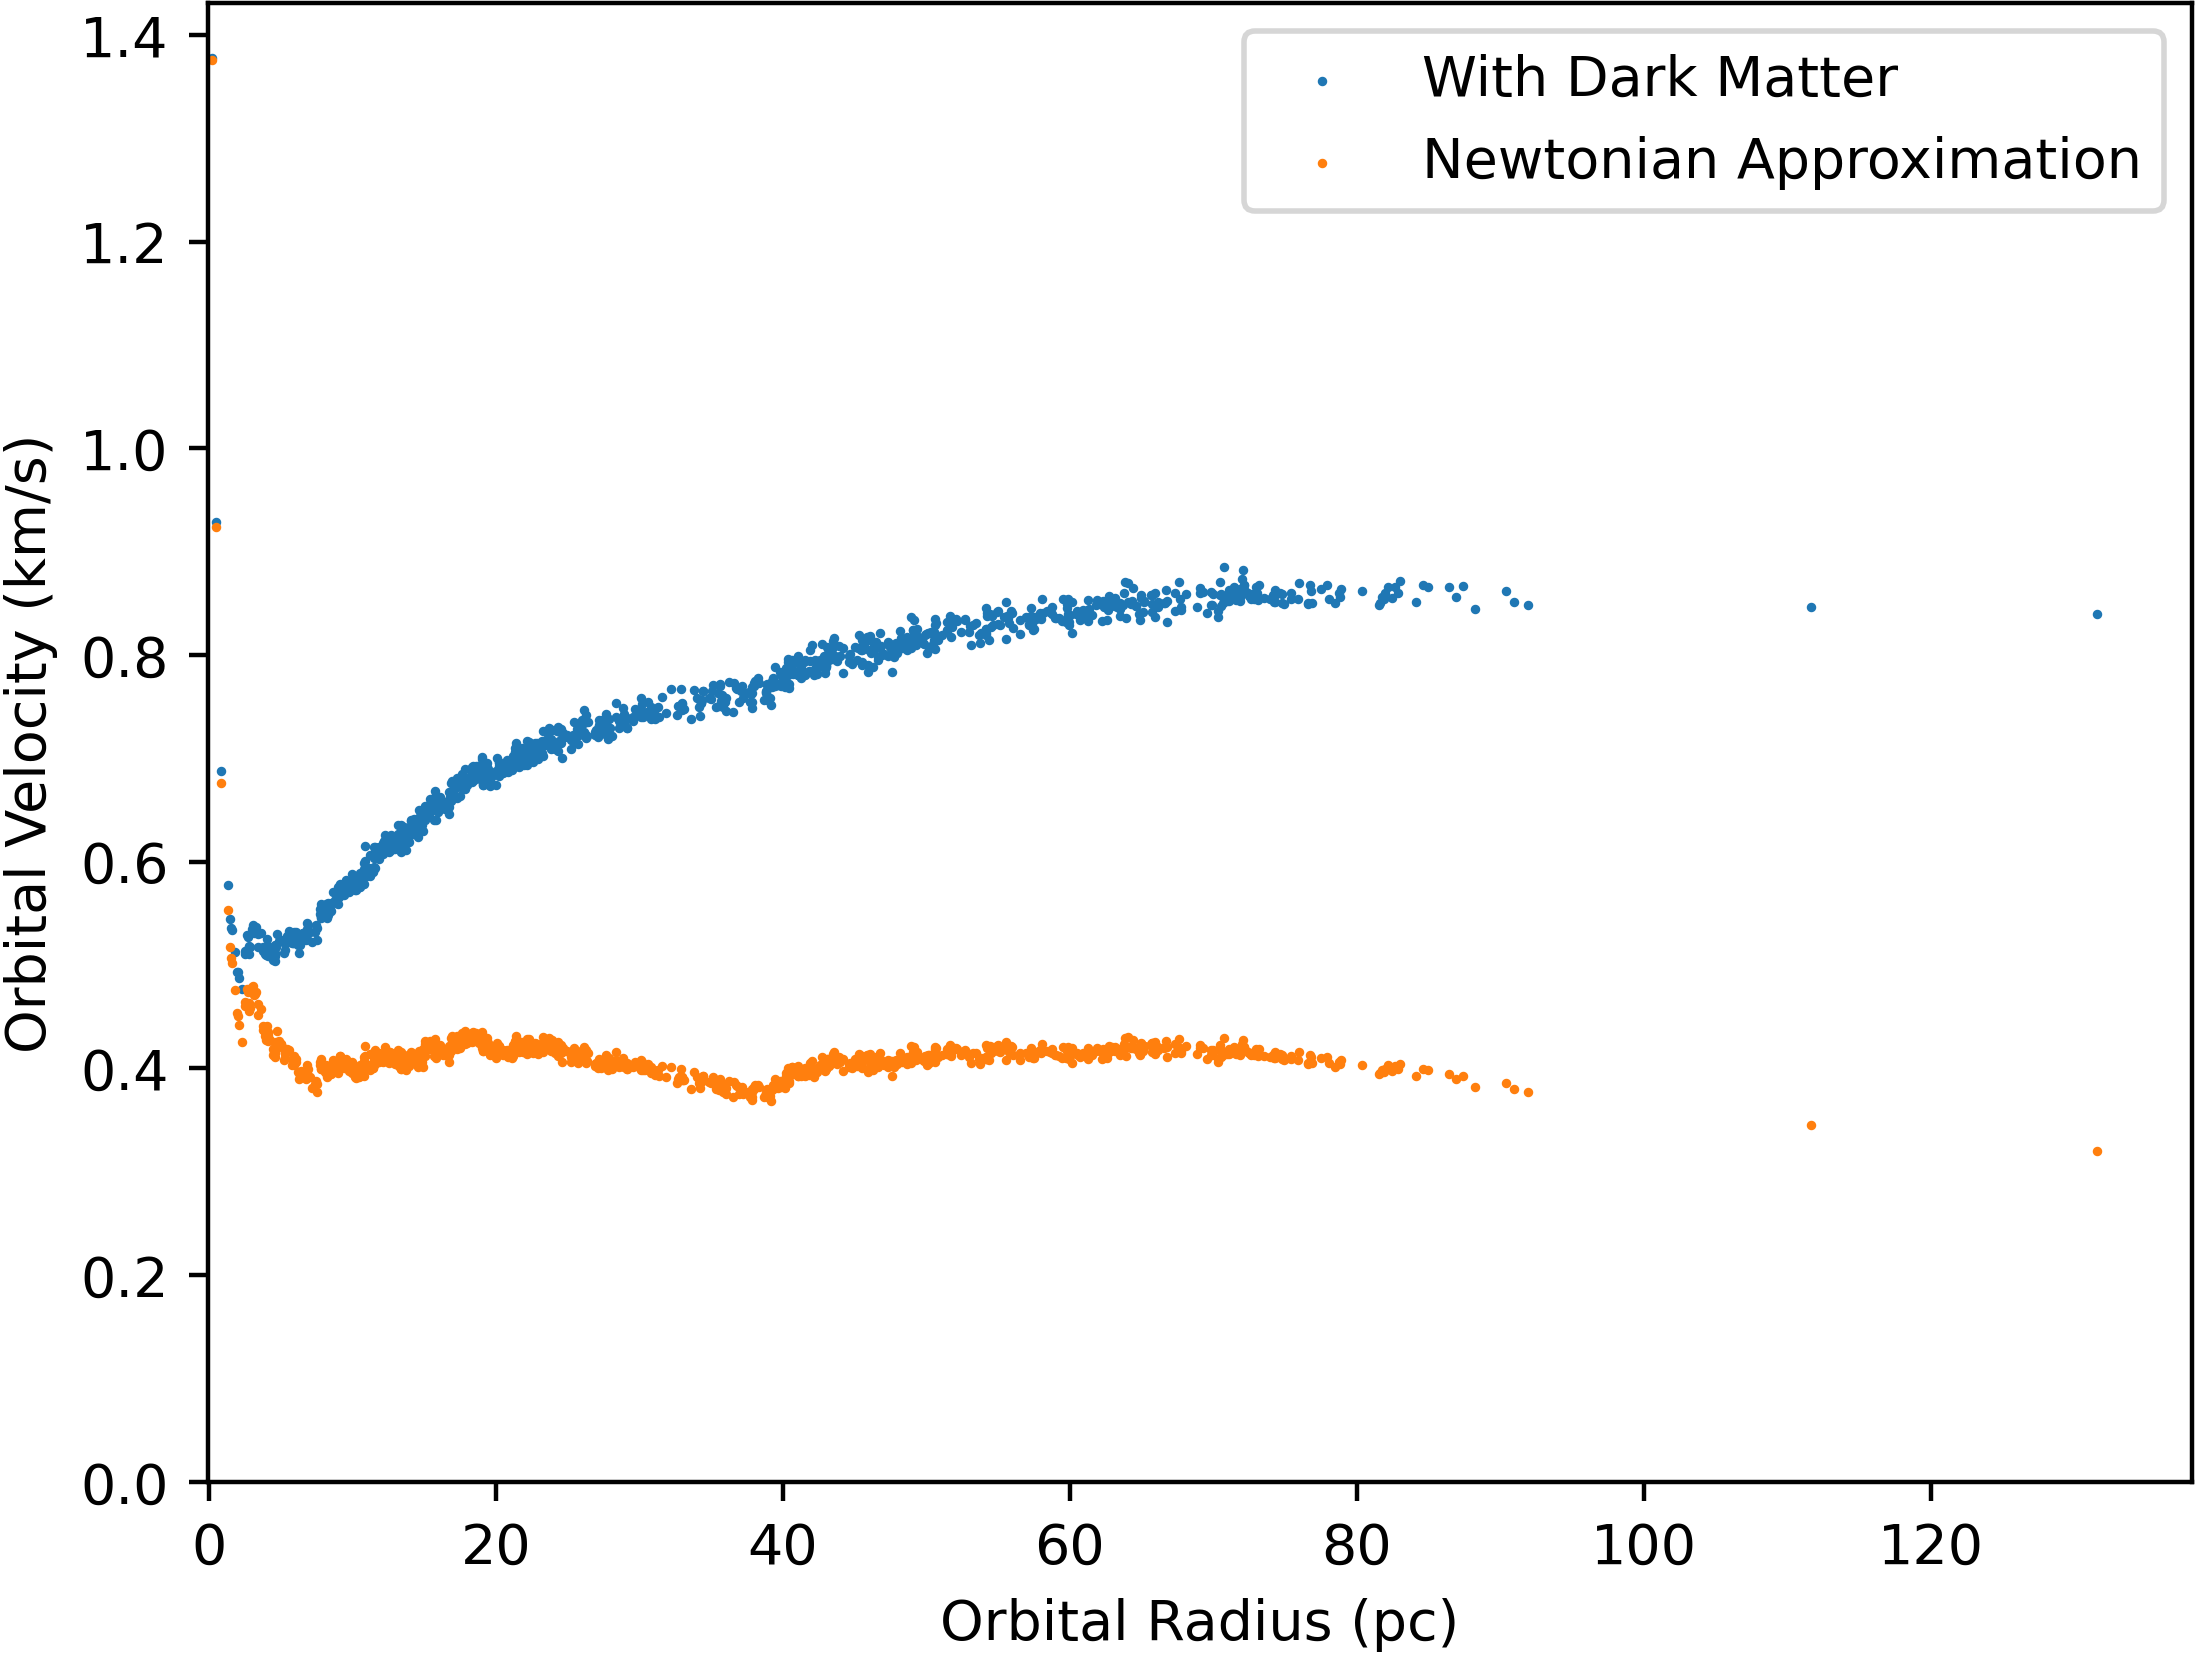 With Dark Matter
Newtonian Approximation
Orbital Velocity (km/s)
1.4
1.2
1.0
0.8
0.6
0.4
0.2
0.0
0 20 40 60 80 100 120
Orbital Radius (pc)